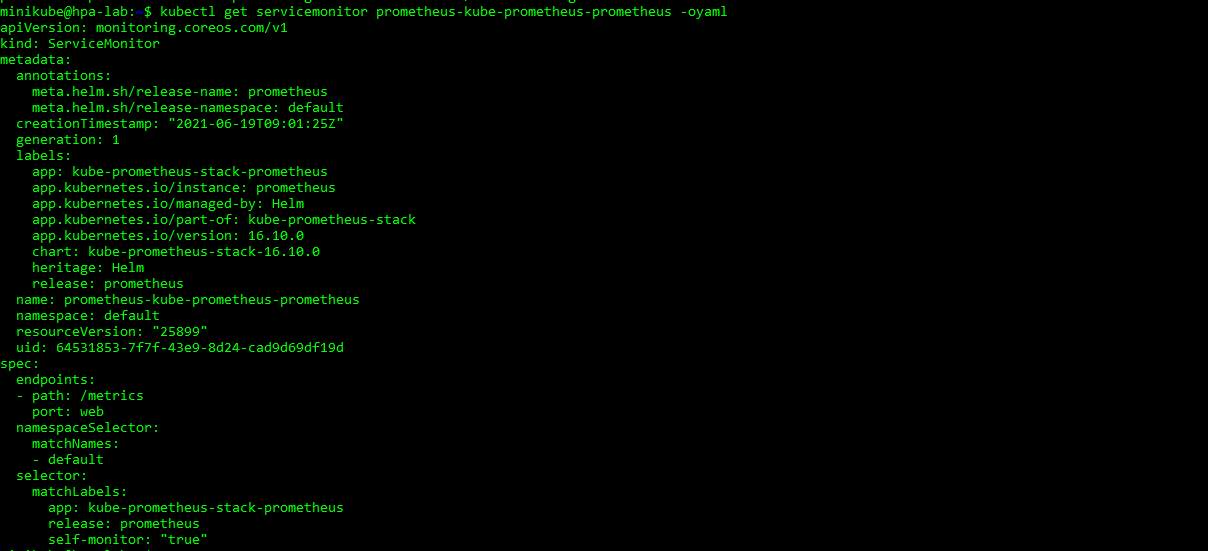 minikube@hpa-lab:~$ kubectl get servicemonitor prometheus-kube-prometheus-prometheus -oyaml
apiVersion: monitoring.coreos.com/v1
kind: ServiceMonitor
metadata:
  annotations:
    meta.helm.sh/release-name: prometheus
    meta.helm.sh/release-namespace: default
  creationTimestamp: "2021-06-19T09:01:25Z"
  generation: 1
  labels:
    app: kube-prometheus-stack-prometheus
    app.kubernetes.io/instance: prometheus
    app.kubernetes.io/managed-by: Helm
    app.kubernetes.io/part-of: kube-prometheus-stack
    app.kubernetes.io/version: 16.10.0
    chart: kube-prometheus-stack-16.10.0
    heritage: Helm
    release: prometheus
  name: prometheus-kube-prometheus-prometheus
  namespace: default
  resourceVersion: "25899"
  uid: 64531853-7f7f-43e9-8d24-cad9d69df19d
spec:
  endpoints:
  - path: /metrics
    port: web
  namespaceSelector:
    matchNames:
    - default
  selector:
    matchLabels:
      app: kube-prometheus-stack-prometheus
      release: prometheus
      self-monitor: "true"